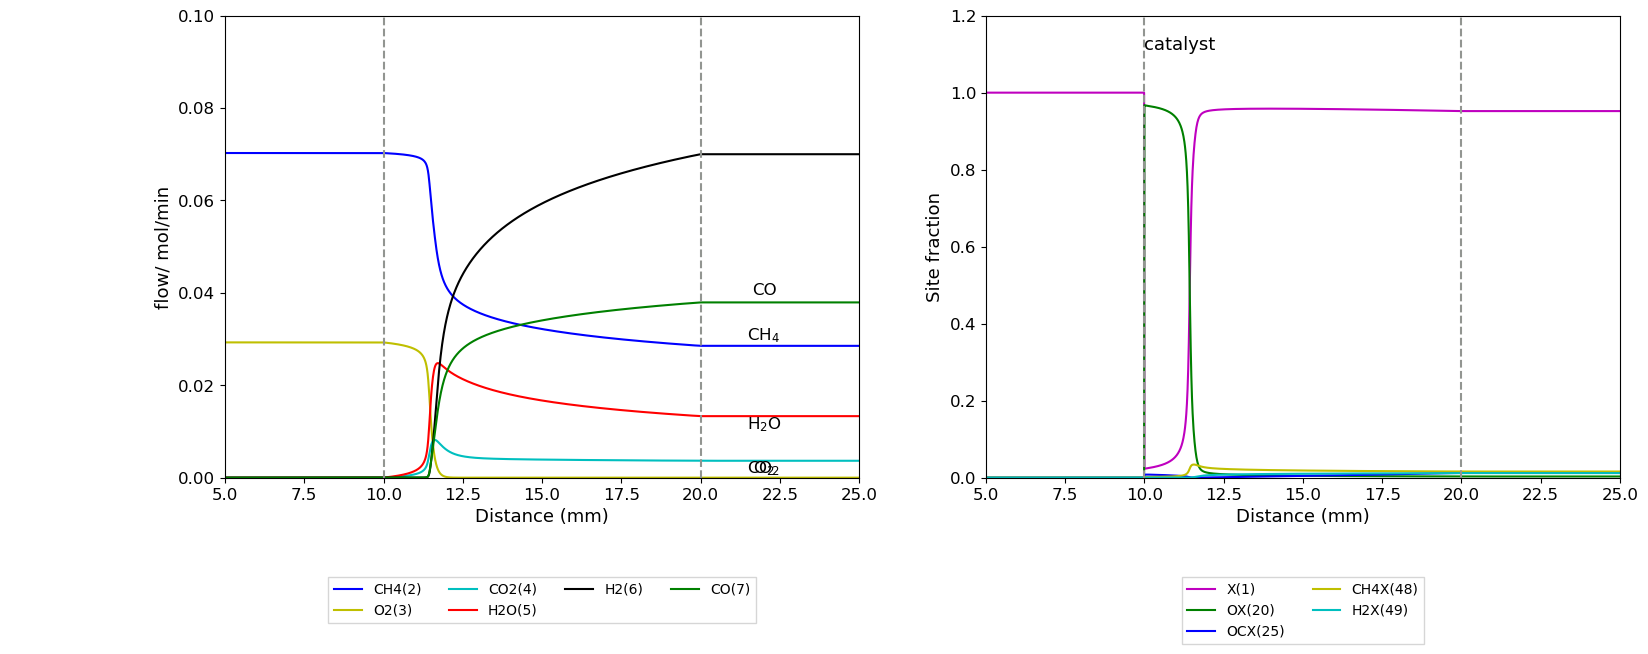 0.10
0.08
0.06
0.04
0.02
0.00
flow/ mol/min
CO
CH₄
H₂O
5.0 7.5 10.0 12.5 15.0 17.5 20.0 22.5 25.0
Distance (mm)
CH4(2) CO2(4) H2(6) CO(7)
O2(3) H2O(5)
1.2
1.0
0.8
0.6
0.4
0.2
0.0
Site fraction
catalyst
5.0 7.5 10.0 12.5 15.0 17.5 20.0 22.5 25.0
Distance (mm)
X(1) CH4X(48)
OX(20) H2X(49)
OCX(25)